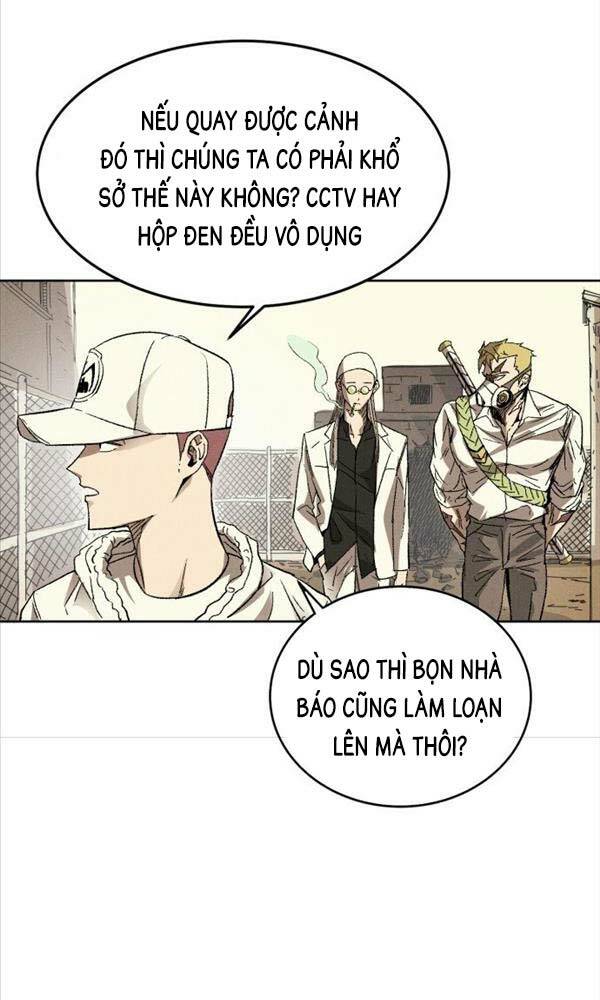 NẾU QUAY ĐƯỢC CẢNH
ĐÓ THÌ CHÚNG TA CÓ PHẢI KHỔ
SỞ THẾ NÀY KHÔNG? CCTV HAY
HỘP ĐEN ĐỀU VÔ DỤNG
DÙ SAO THÌ BỌN NHÀ
BÁO CŨNG LÀM LOẠN
LÊN MÀ THÔI?